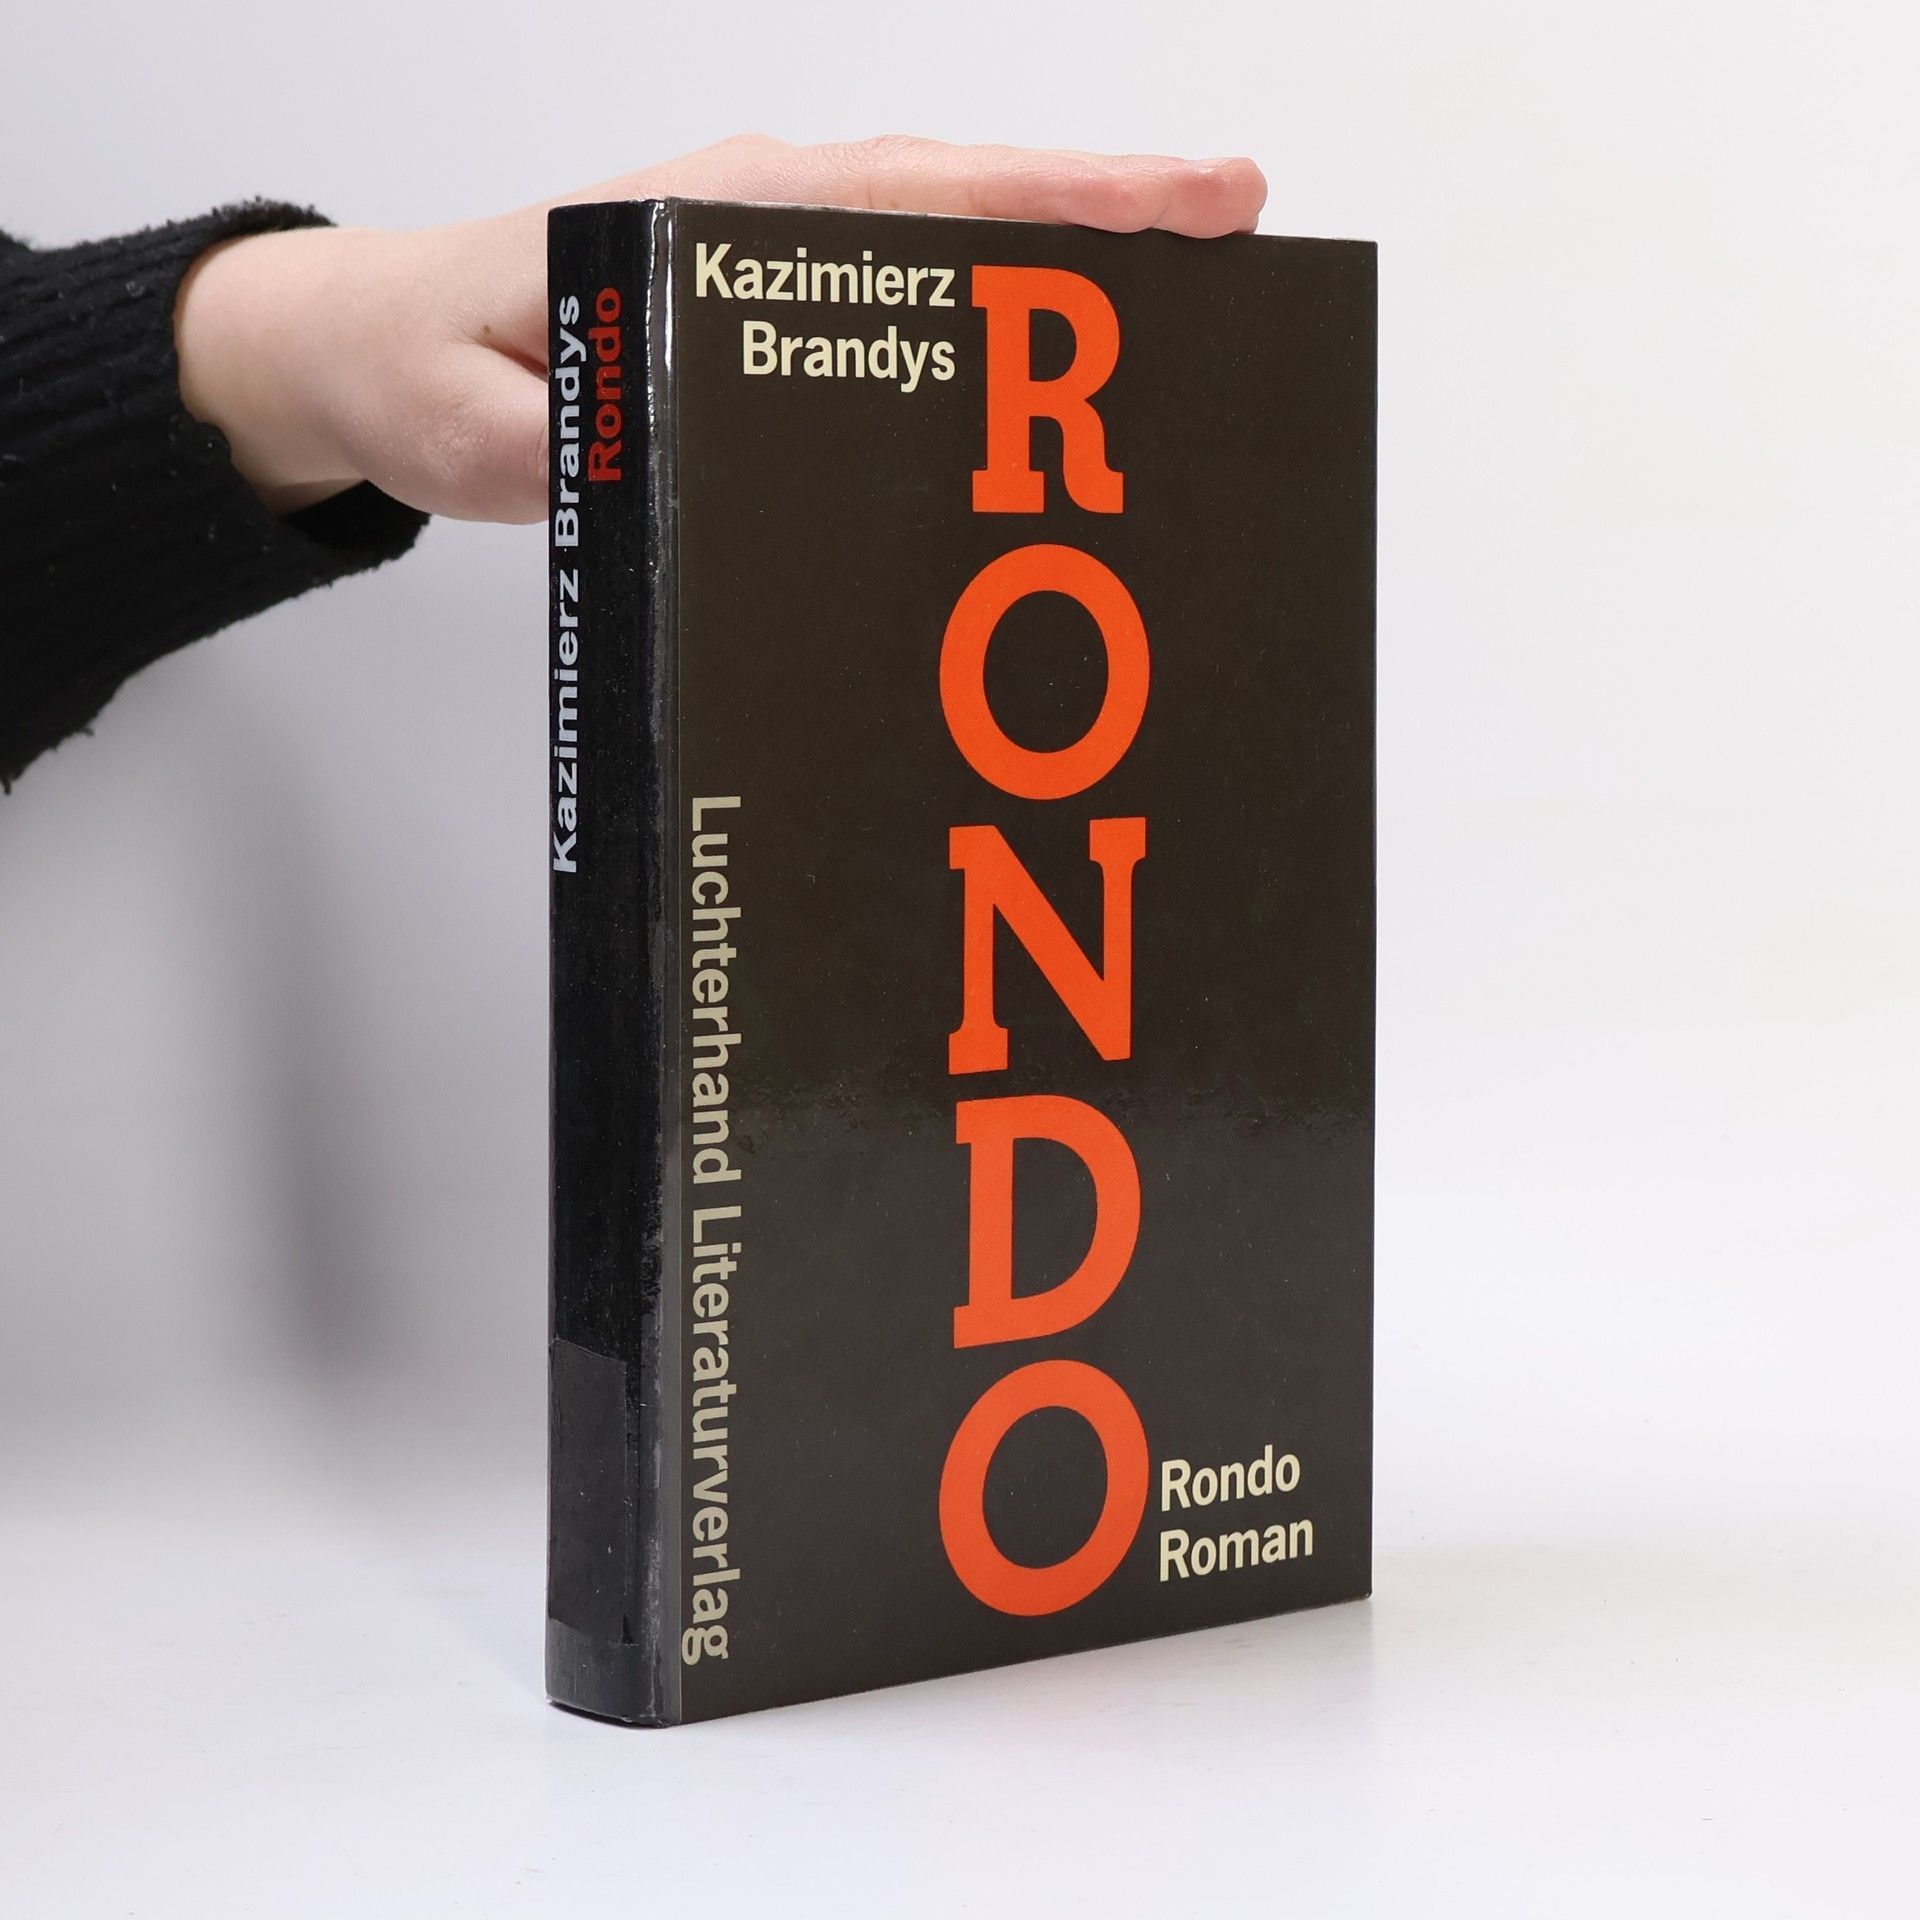 Kazimierz Brandys
Rondo
Kazimierz
Brandys
RONDO
Luchterhand Literaturverlag
Rondo
Roman